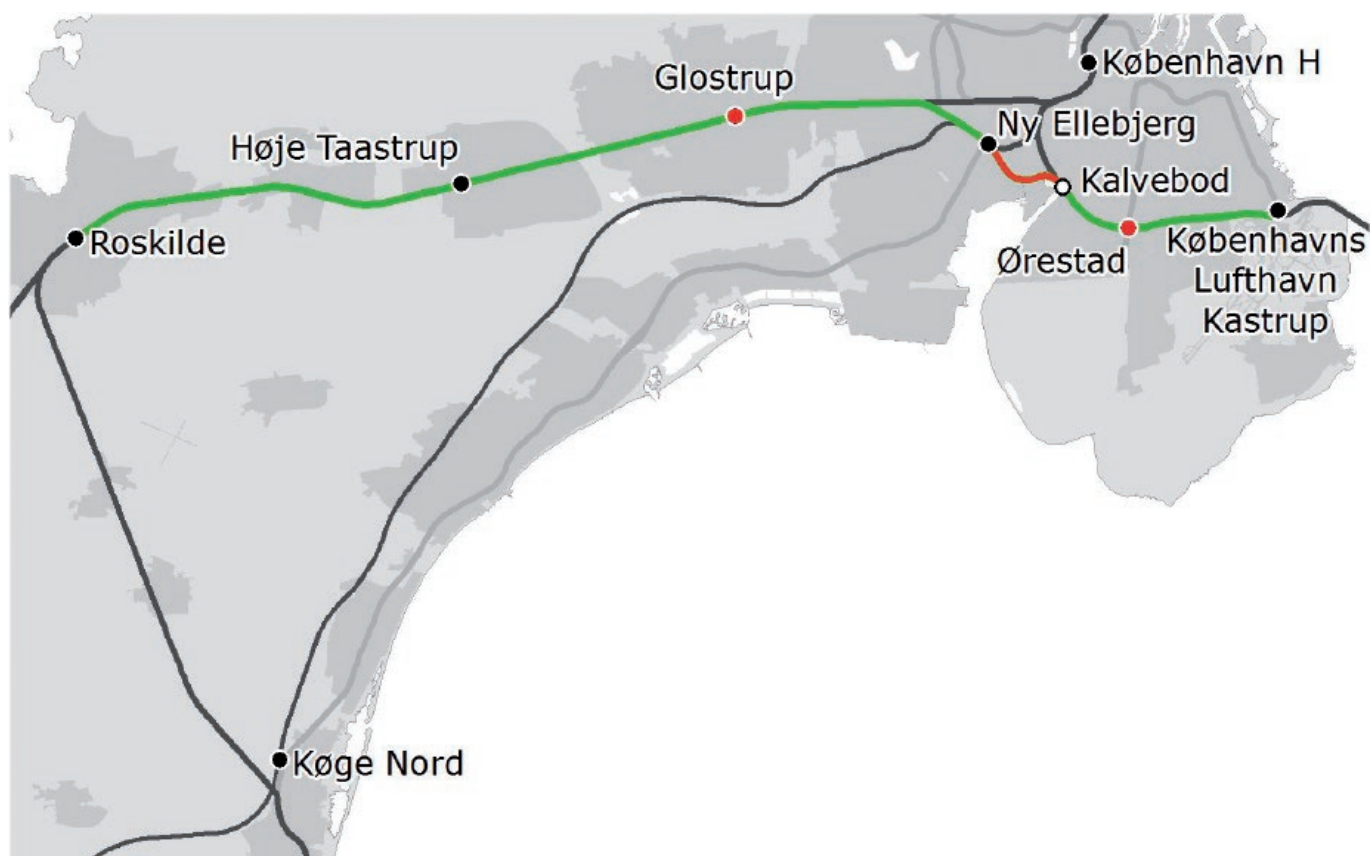 København H
Glostrup
Ny Ellebjerg
Høje Taastrup
Kalvebod
Roskilde
Ørestad
Københavns
Lufthavn
Kastrup
Køge Nord